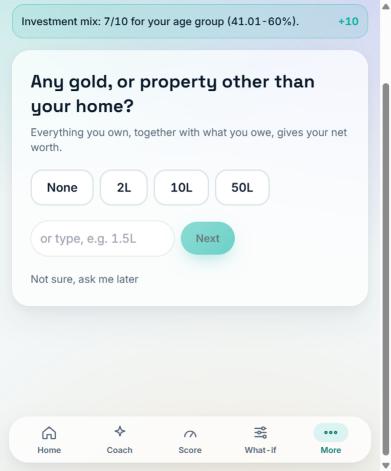 Investment mix: 7/10 for your age group (41.01-60%). +10
Any gold, or property other than
your home?
Everything you own, together with what you owe, gives your net
worth.
None 2L 10L 50L
or type, e.g. 1.5L Next
Not sure, ask me later
Home Coach Score What-if More